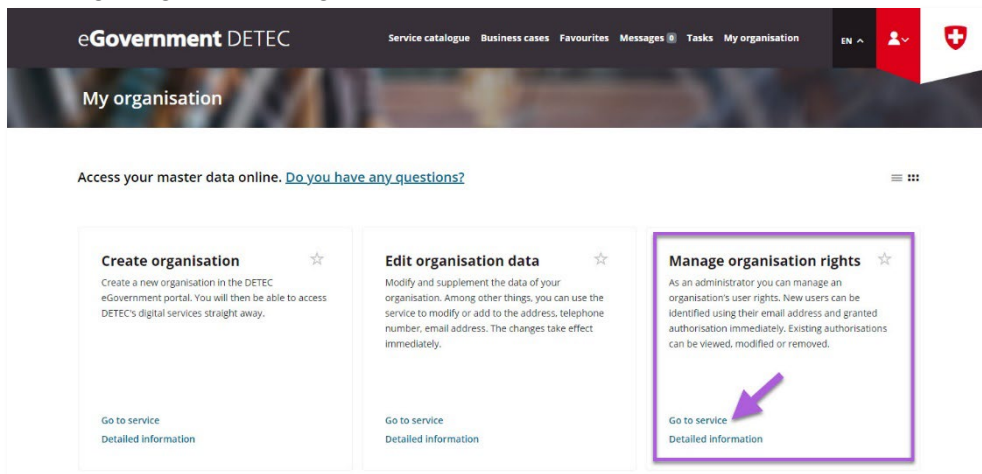 eGovernment DETEC
Service catalogue Business cases Favourites Messages 0 Tasks My organisation EN
My organisation
Access your master data online. Do you have any questions?
Create organisation
Create a new organisation in the DETEC
eGovernment portal. You will then be able to access
DETEC's digital services straight away.
Go to service
Detailed information
Edit organisation data
Modify and supplement the data of your
organisation. Among other things, you can use the
service to modify or add to the address, telephone
number, email address. The changes take effect
immediately.
Go to service
Detailed information
Manage organisation rights
As an administrator you can manage an
organisation's user rights. New users can be
identified using their email address and granted
authorisation immediately. Existing authorisations
can be viewed, modified or removed.
Go to service
Detailed information